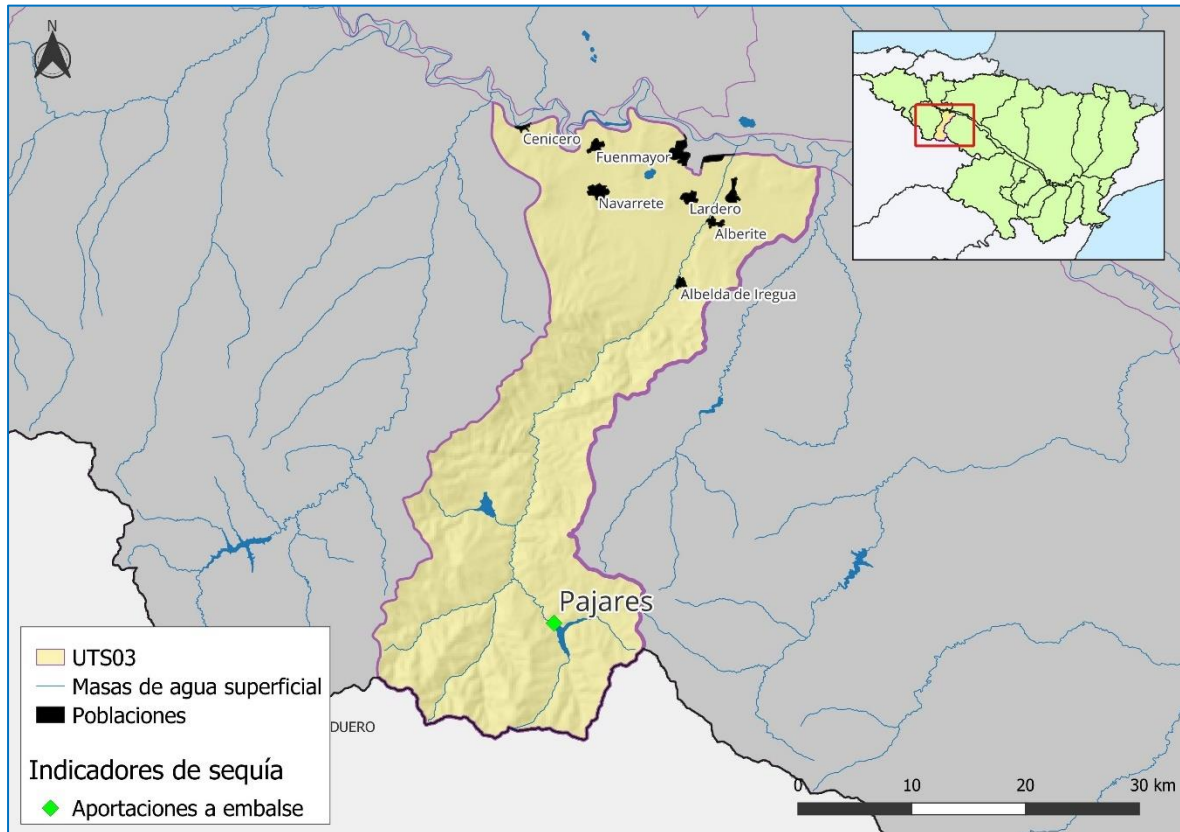 N
Cenicero
Fuenmayor
Navarrete
Lardero
Alberite
Albelda de Iregua
Pajares
DUERO
UTS03
Masas de agua superficial
Poblaciones
Indicadores de sequía
Aportaciones a embalse
0 10 20 30 km